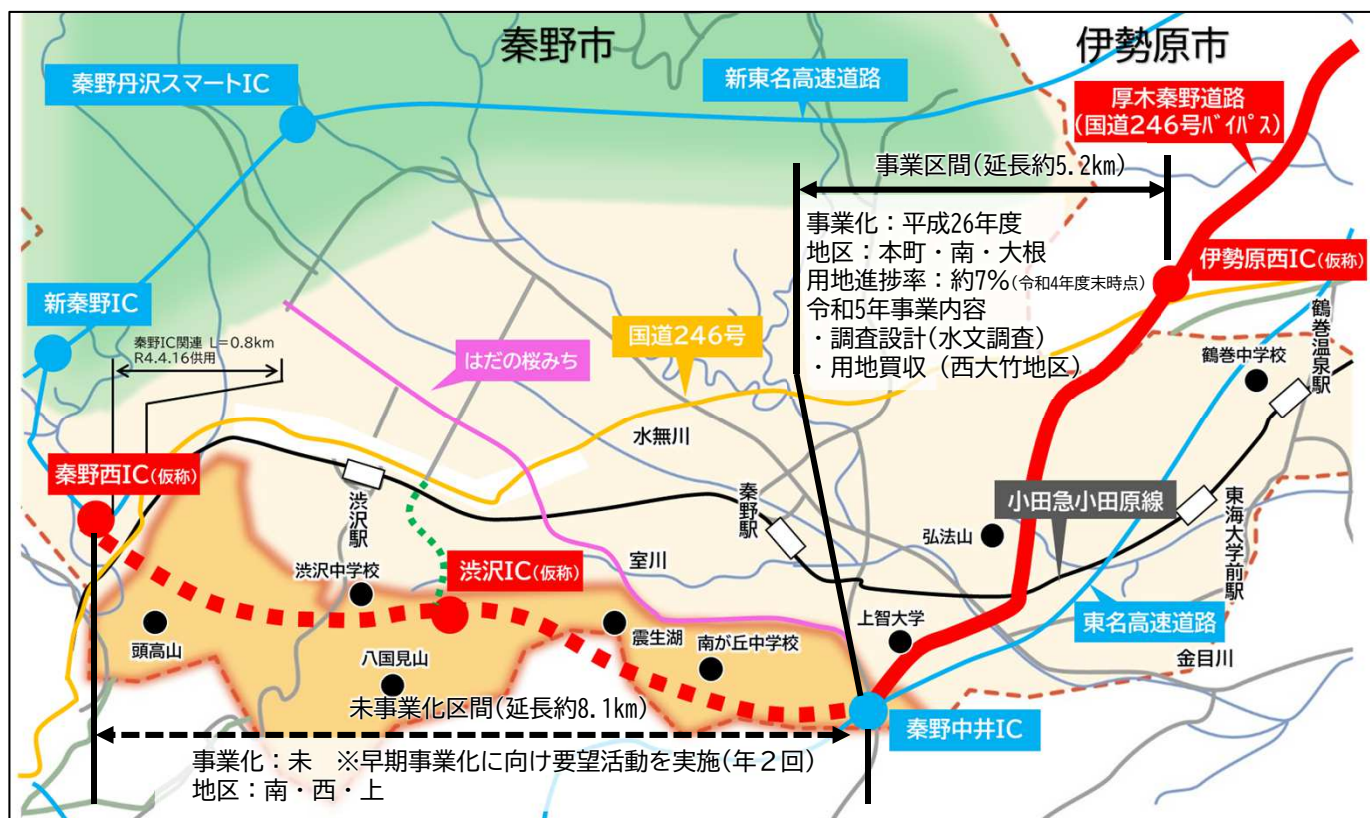 秦野市
伊勢原市
秦野丹沢スマートIC
新東名高速道路
厚木秦野道路
(国道246号ﾊﾞｲﾊﾟｽ)
事業区間(延長約5.2km)
事業化：平成26年度
地区：本町・南・大根
用地進捗率：約7%(令和4年度末時点)
令和5年事業内容
・調査設計(水文調査)
・用地買収（西大竹地区）
伊勢原西IC(仮称)
新秦野IC
秦野IC関連 L=0.8km
R4.4.16供用
はだの桜みち
国道246号
鶴巻温泉駅
鶴巻中学校
水無川
秦野西IC(仮称)
渋沢駅
秦野駅
小田急小田原線
東海大学前駅
弘法山
渋沢中学校
渋沢IC(仮称)
室川
頭高山
八国見山
震生湖
南が丘中学校
上智大学
東名高速道路
金目川
未事業化区間(延長約8.1km)
秦野中井IC
事業化：未　※早期事業化に向け要望活動を実施(年２回)
地区：南・西・上